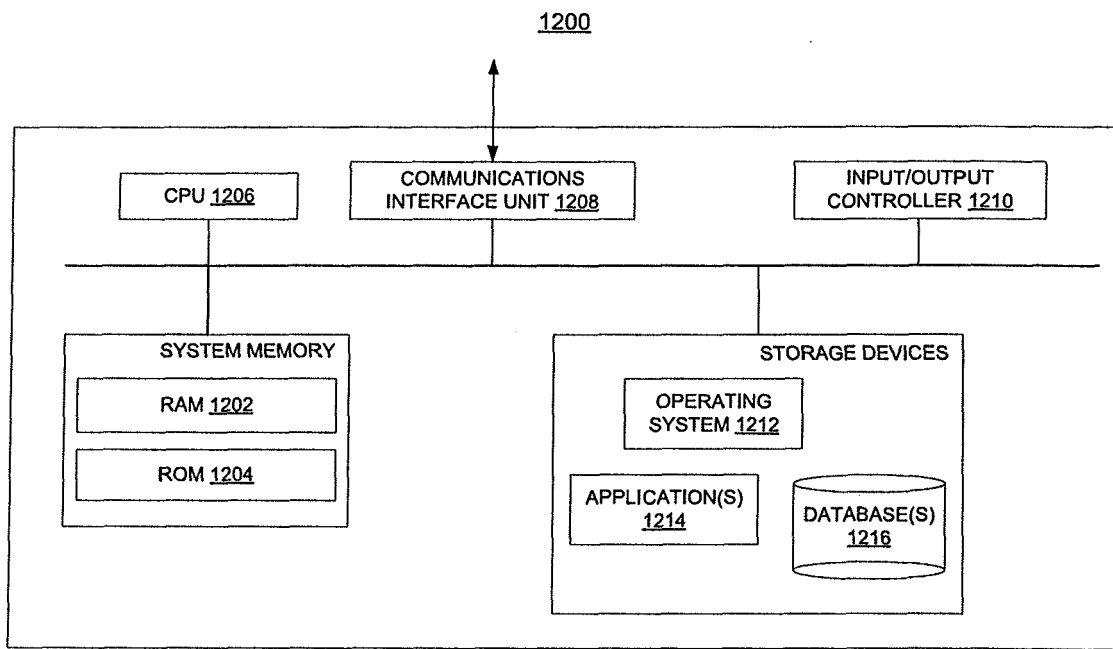 1200
CPU 1206
COMMUNICATIONS
INTERFACE UNIT 1208
INPUT/OUTPUT
CONTROLLER 1210
SYSTEM MEMORY
RAM 1202
ROM 1204
STORAGE DEVICES
OPERATING
SYSTEM 1212
APPLICATION(S)
1214
DATABASE(S)
1216